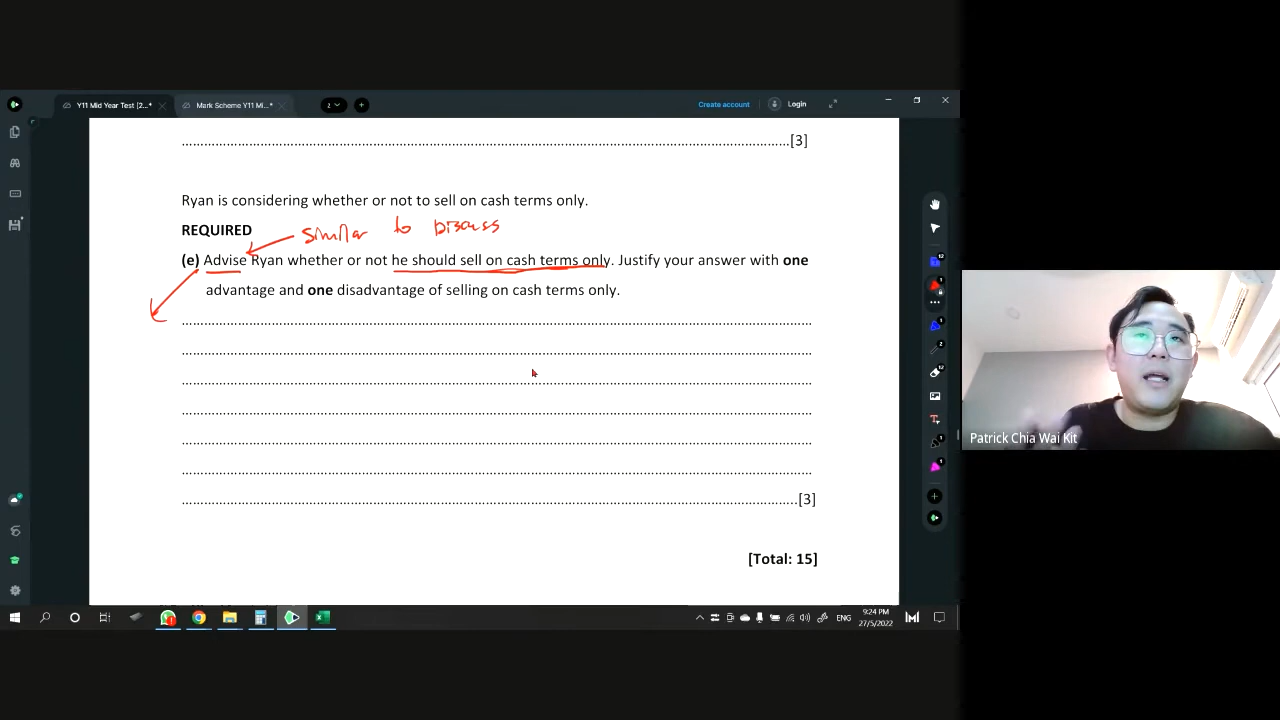 Y11 Mid Year Test [2...*
Mark Scheme Y11 Mi...*
2
Create account
Login
...[3]
Ryan is considering whether or not to sell on cash terms only.
REQUIRED
similar to Discuss
(e) Advise Ryan whether or not he should sell on cash terms only. Justify your answer with one
advantage and one disadvantage of selling on cash terms only.
...[3]
[Total: 15]
Patrick Chia Wai Kit
ENG
9:24 PM
27/5/2022